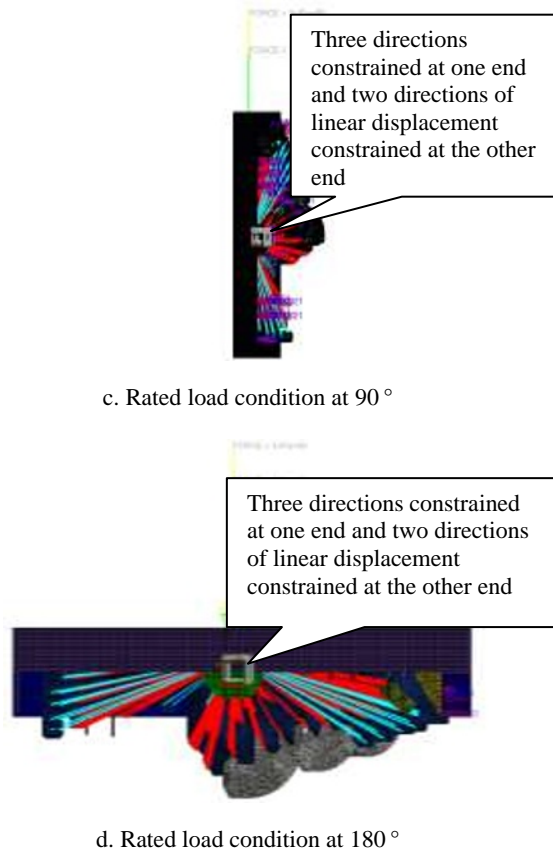 Three directions
constrained at one end
and two directions of
linear displacement
constrained at the other
end
c. Rated load condition at 90 °
Three directions constrained
at one end and two directions
of linear displacement
constrained at the other end
d. Rated load condition at 180 °